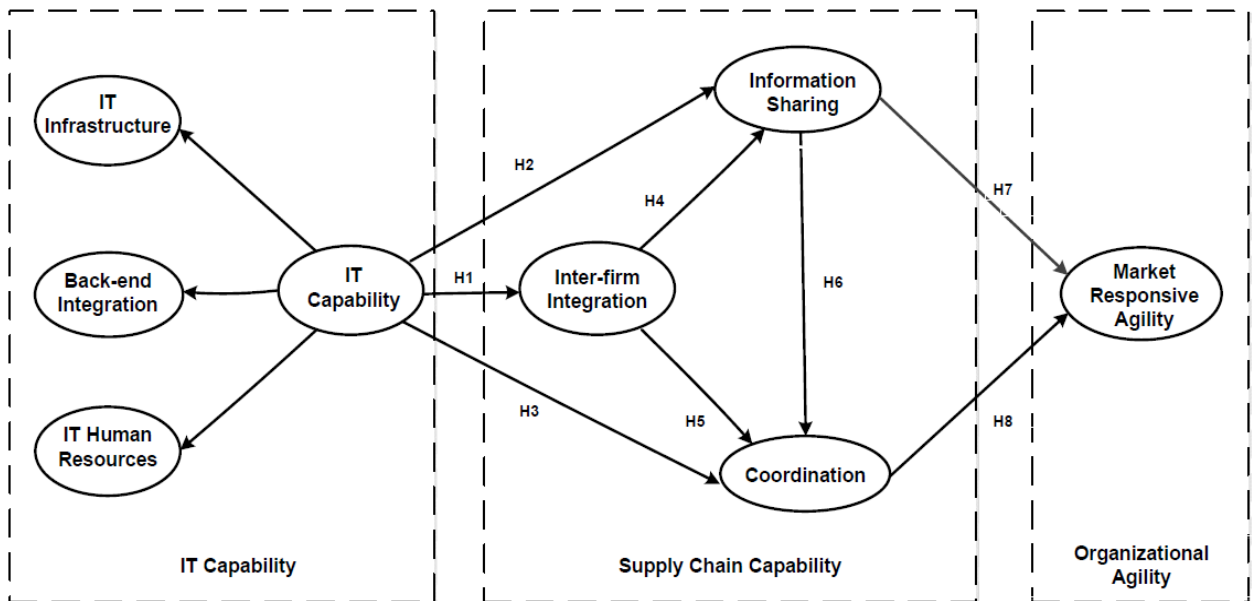 IT
Infrastructure
Back-end
Integration
IT Human
Resources
IT
Capability
IT Capability
H1
H2
H3
Information
Sharing
H4
Inter-firm
Integration
H5
H6
Coordination
Supply Chain Capability
H7
H8
Market
Responsive
Agility
Organizational
Agility